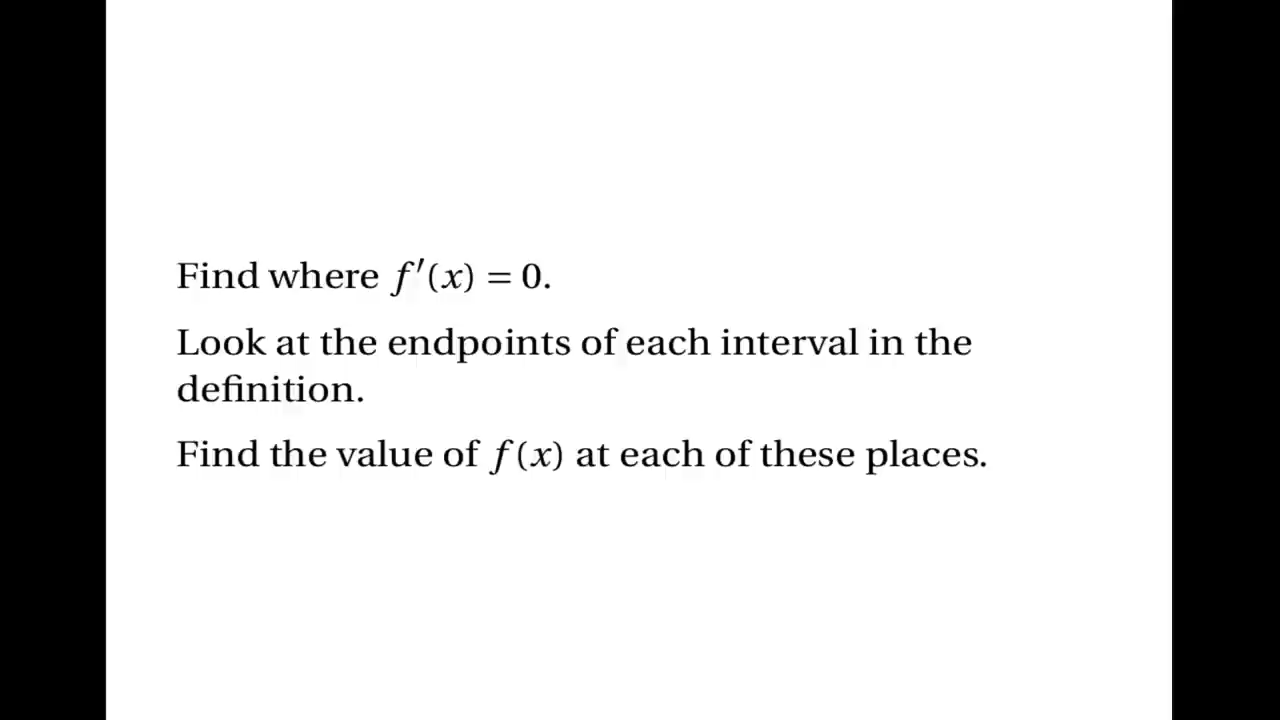 Find where f′(x) = 0.
Look at the endpoints of each interval in the
definition.
Find the value of f(x) at each of these places.